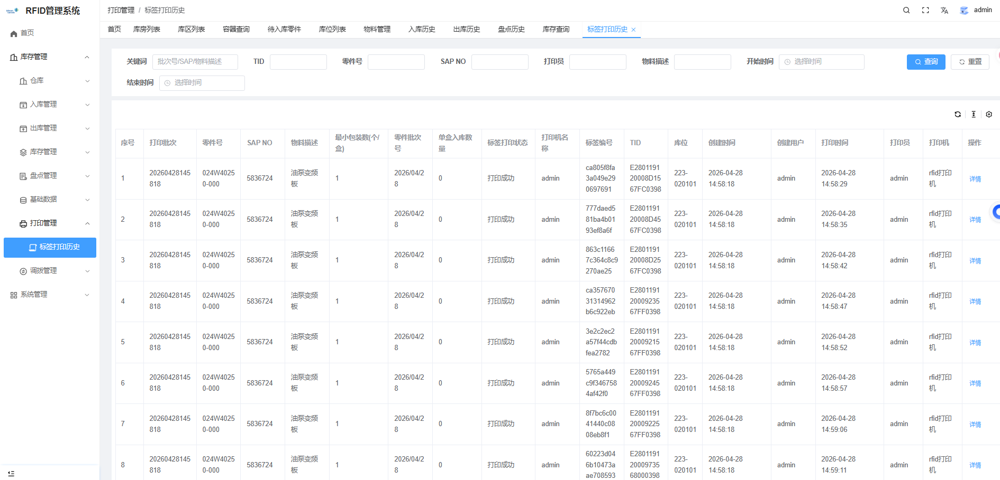 RFID管理系统
打印管理 / 标签打印历史
admin
首页 库房列表 库区列表 容器查询 待入库零件 库位列表 物料管理 入库历史 出库历史 盘点历史 库存查询 标签打印历史
首页
库存管理
仓库
入库管理
出库管理
库存管理
盘点管理
基础数据
打印管理
标签打印历史
调拨管理
系统管理
关键词 批次号/SAP/物料描述 TID 零件号 SAP NO 打印员 物料描述 开始时间 选择时间 查询 重置
结束时间 选择时间
序号 打印批次 零件号 SAP NO 物料描述 最小包装数(个/盒) 零件批次号 单盒入库数量 标签打印状态 打印机名称 标签编号 TID 库位 创建时间 创建用户 打印时间 打印员 打印机 操作
1 20260428145818 024W40250-000 5836724 油泵变频板 1 2026/04/28 0 打印成功 admin ca805f8fa3a049e290697691 E280119120008D1567FC0398 223-020101 2026-04-28 14:58:18 admin 2026-04-28 14:58:29 admin rfid打印机 详情
2 20260428145818 024W40250-000 5836724 油泵变频板 1 2026/04/28 0 打印成功 admin 777daed581ba4b0193ef8a6f E280119120008D4567FC0398 223-020101 2026-04-28 14:58:18 admin 2026-04-28 14:58:35 admin rfid打印机 详情
3 20260428145818 024W40250-000 5836724 油泵变频板 1 2026/04/28 0 打印成功 admin 863c11667c364c8c9270ae25 E280119120008D2567FC0398 223-020101 2026-04-28 14:58:18 admin 2026-04-28 14:58:42 admin rfid打印机 详情
4 20260428145818 024W40250-000 5836724 油泵变频板 1 2026/04/28 0 打印成功 admin ca35767031314962b6c922eb E28011912000923567FF0398 223-020101 2026-04-28 14:58:18 admin 2026-04-28 14:58:47 admin rfid打印机 详情
5 20260428145818 024W40250-000 5836724 油泵变频板 1 2026/04/28 0 打印成功 admin 3e2c2ec2a57f44cdbfea2782 E28011912000921567FF0398 223-020101 2026-04-28 14:58:18 admin 2026-04-28 14:58:52 admin rfid打印机 详情
6 20260428145818 024W40250-000 5836724 油泵变频板 1 2026/04/28 0 打印成功 admin 5765a449c9f3467584af42f0 E28011912000924567FF0398 223-020101 2026-04-28 14:58:18 admin 2026-04-28 14:58:57 admin rfid打印机 详情
7 20260428145818 024W40250-000 5836724 油泵变频板 1 2026/04/28 0 打印成功 admin 8f7bc6c0041440c0808eb8f1 E28011912000922567FF0398 223-020101 2026-04-28 14:58:18 admin 2026-04-28 14:59:06 admin rfid打印机 详情
8 20260428145818 024W40250-000 5836724 油泵变频板 1 2026/04/28 0 打印成功 admin 60223d046b10473aae708593 E28011912000973568000398 223-020101 2026-04-28 14:58:18 admin 2026-04-28 14:59:11 admin rfid打印机 详情